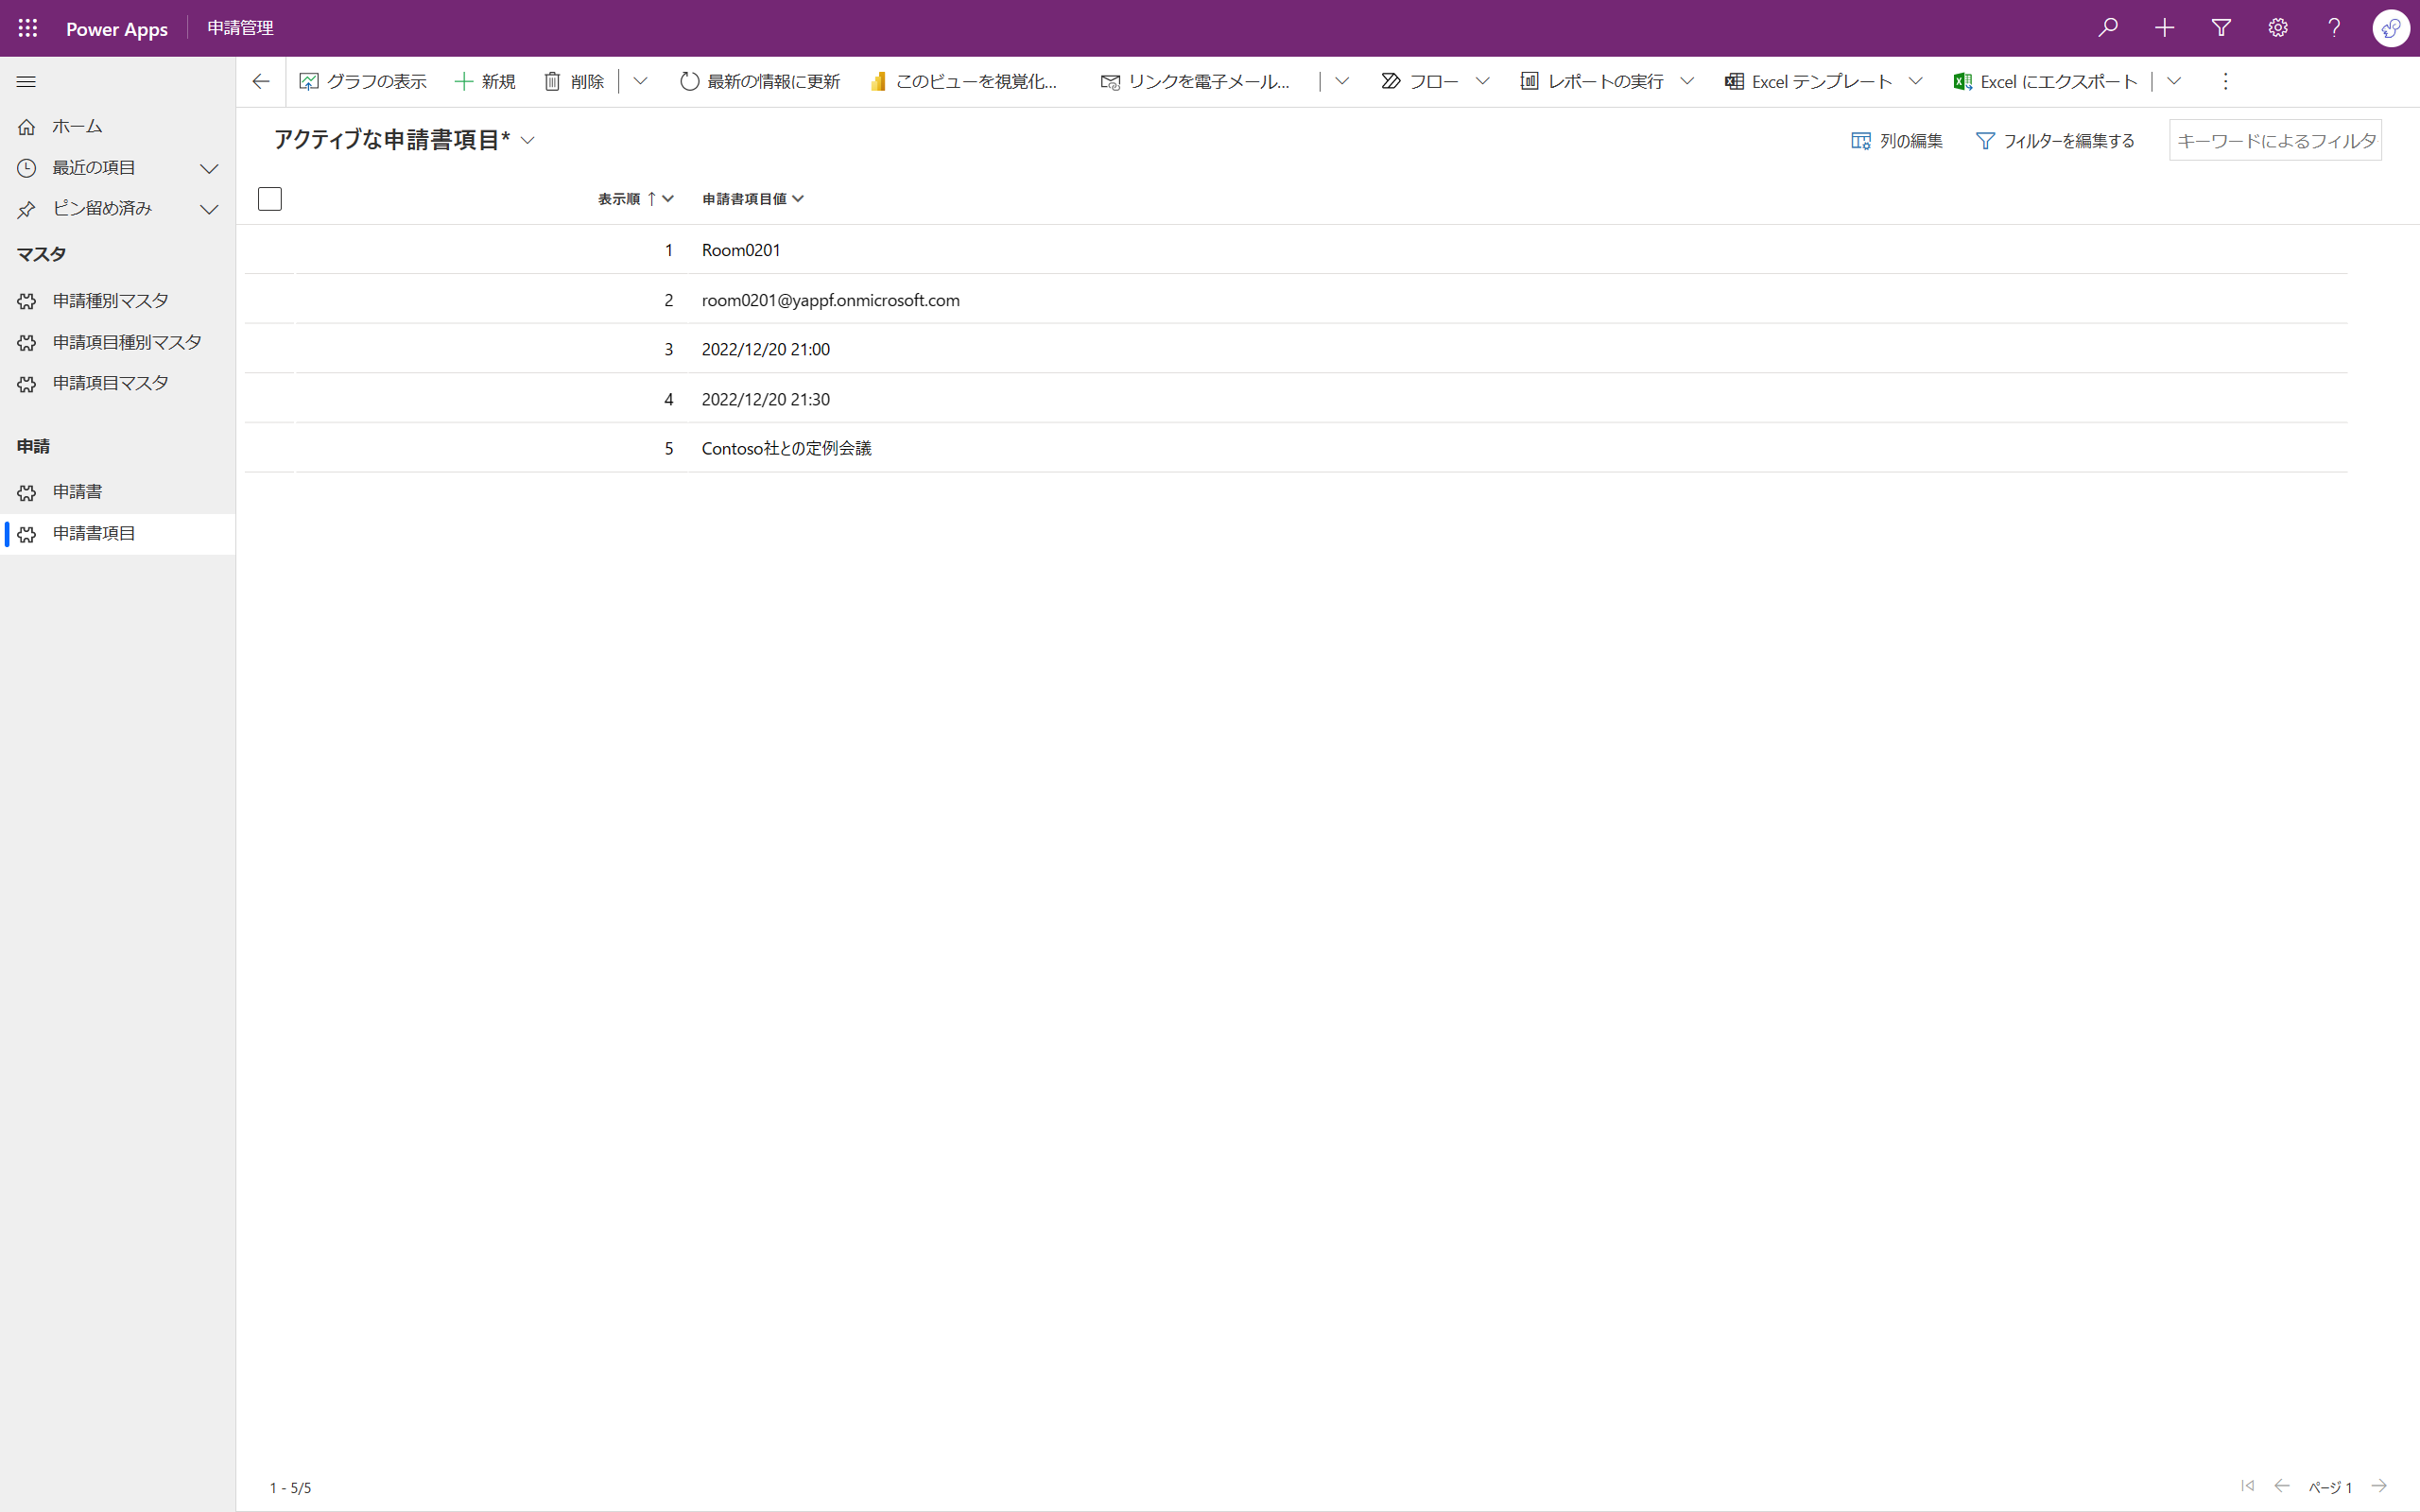 Power Apps 申請管理
グラフの表示 新規 削除 最新の情報に更新 このビューを視覚化... リンクを電子メール... フロー レポートの実行 Excel テンプレート Excel にエクスポート
ホーム
最近の項目
ピン留め済み
マスタ
申請種別マスタ
申請項目種別マスタ
申請項目マスタ
申請
申請書
申請書項目
アクティブな申請書項目*
列の編集 フィルターを編集する キーワードによるフィルタ
表示順 ↑ 申請書項目値
1 Room0201
2 room0201@yappf.onmicrosoft.com
3 2022/12/20 21:00
4 2022/12/20 21:30
5 Contoso社との定例会議
1 - 5/5
ページ 1